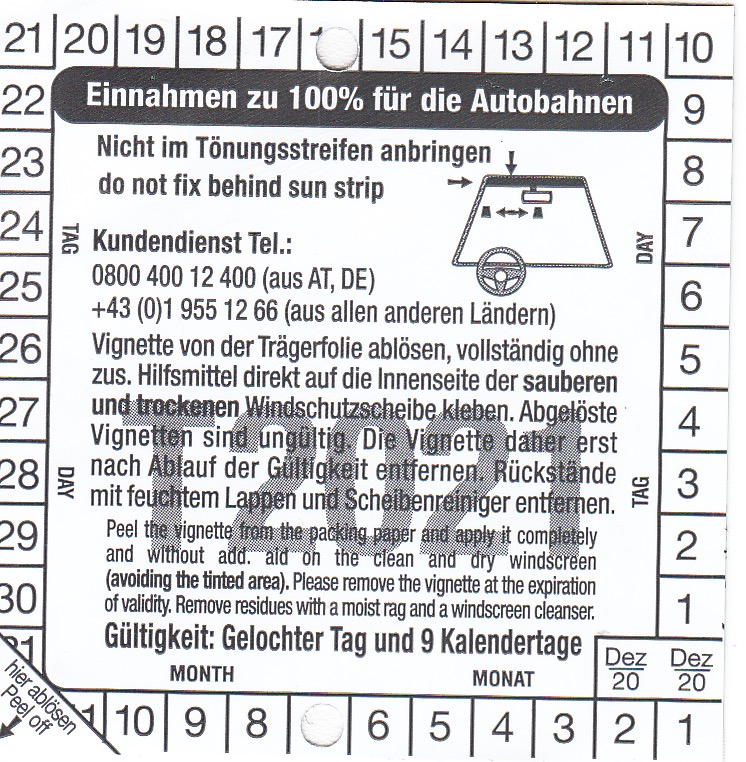 21 20 19 18 17 15 14 13 12 11 10
22
23
24
25
26
27
28
29
30
31
9
8
7
6
5
4
3
2
1
Einnahmen zu 100% für die Autobahnen
Nicht im Tönungsstreifen anbringen
do not fix behind sun strip
TAG
DAY
Kundendienst Tel.:
0800 400 12 400 (aus AT, DE)
+43 (0)1 955 12 66 (aus allen anderen Ländern)
Vignette von der Trägerfolie ablösen, vollständig ohne
zus. Hilfsmittel direkt auf die Innenseite der sauberen
und trockenen Windschutzscheibe kleben. Abgelöste
Vignetten sind ungültig. Die Vignette daher erst
nach Ablauf der Gültigkeit entfernen. Rückstände
mit feuchtem Lappen und Scheibenreiniger entfernen.
T2021
DAY
TAG
Peel the vignette from the packing paper and apply it completely
and without add. aid on the clean and dry windscreen
(avoiding the tinted area). Please remove the vignette at the expiration
of validity. Remove residues with a moist rag and a windscreen cleanser.
Gültigkeit: Gelochter Tag und 9 Kalendertage
MONTH MONAT
Dez
20
Dez
20
hier ablösen
Peel off
10 9 8 6 5 4 3 2 1